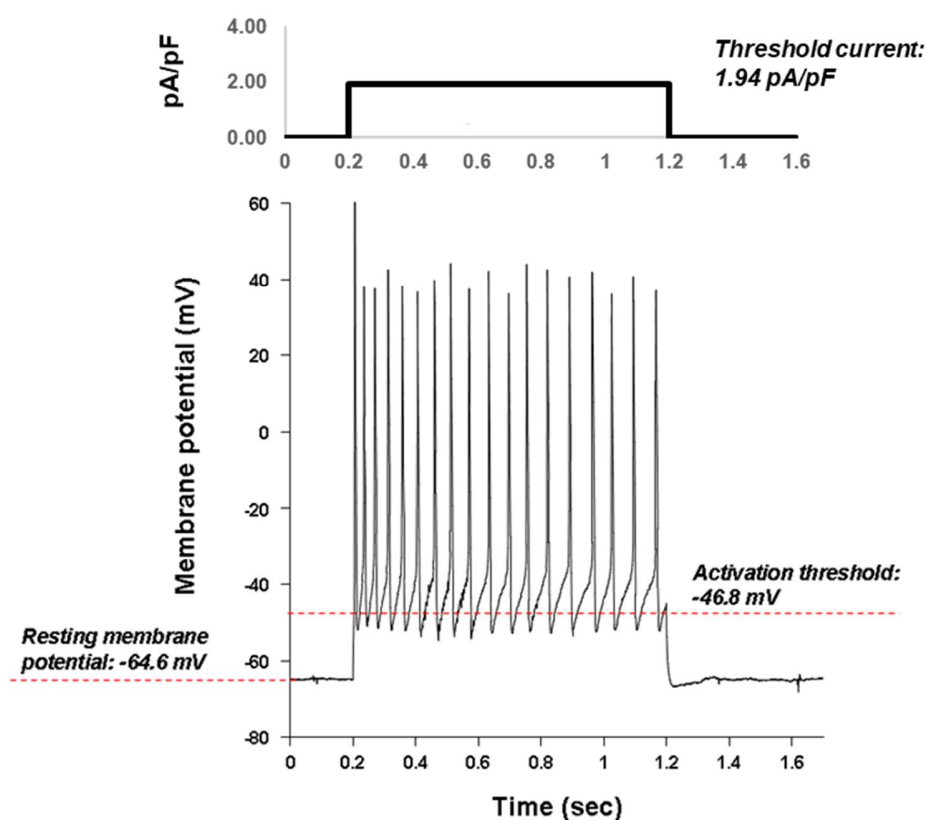 4.00
2.00
0.00
pA/pF
0 0.2 0.4 0.6 0.8 1 1.2 1.4 1.6
Threshold current:
1.94 pA/pF
60
40
20
0
-20
-40
-60
-80
Membrane potential (mV)
Activation threshold:
-46.8 mV
Resting membrane
potential: -64.6 mV
0 0.2 0.4 0.6 0.8 1 1.2 1.4 1.6
Time (sec)